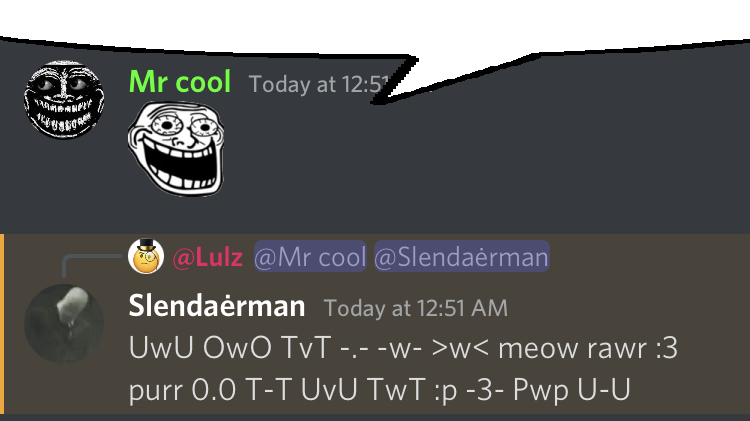 Mr cool Today at 12:51
@Lulz @Mr cool @Slendaėrman
Slendaėrman Today at 12:51 AM
UwU OwO TvT -.- -w- >w< meow rawr :3
purr 0.0 T-T UvU TwT :p -3- Pwp U-U